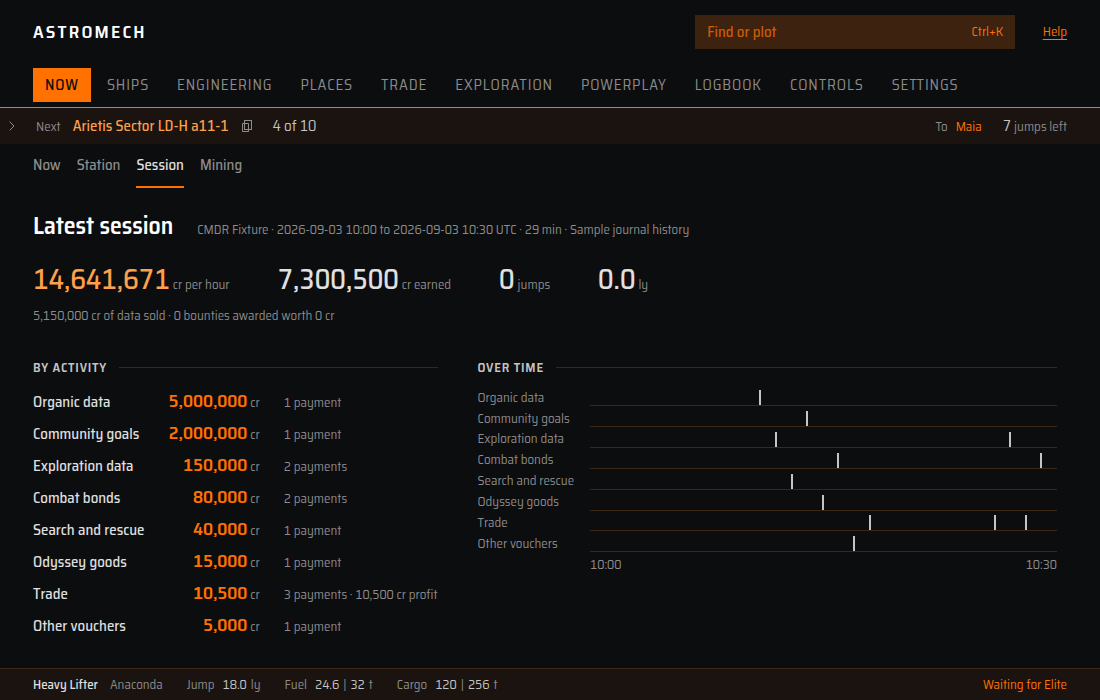 ASTROMECH
Find or plot Ctrl+K Help
NOW SHIPS ENGINEERING PLACES TRADE EXPLORATION POWERPLAY LOGBOOK CONTROLS SETTINGS
Next Arietis Sector LD-H a11-1 4 of 10 To Maia 7 jumps left
Now Station Session Mining
Latest session CMDR Fixture · 2026-09-03 10:00 to 2026-09-03 10:30 UTC · 29 min · Sample journal history
14,641,671 cr per hour 7,300,500 cr earned 0 jumps 0.0 ly
5,150,000 cr of data sold · 0 bounties awarded worth 0 cr
BY ACTIVITY
Organic data 5,000,000 cr 1 payment
Community goals 2,000,000 cr 1 payment
Exploration data 150,000 cr 2 payments
Combat bonds 80,000 cr 2 payments
Search and rescue 40,000 cr 1 payment
Odyssey goods 15,000 cr 1 payment
Trade 10,500 cr 3 payments · 10,500 cr profit
Other vouchers 5,000 cr 1 payment
OVER TIME
Organic data
Community goals
Exploration data
Combat bonds
Search and rescue
Odyssey goods
Trade
Other vouchers
10:00 10:30
Heavy Lifter Anaconda Jump 18.0 ly Fuel 24.6 | 32 t Cargo 120 | 256 t Waiting for Elite